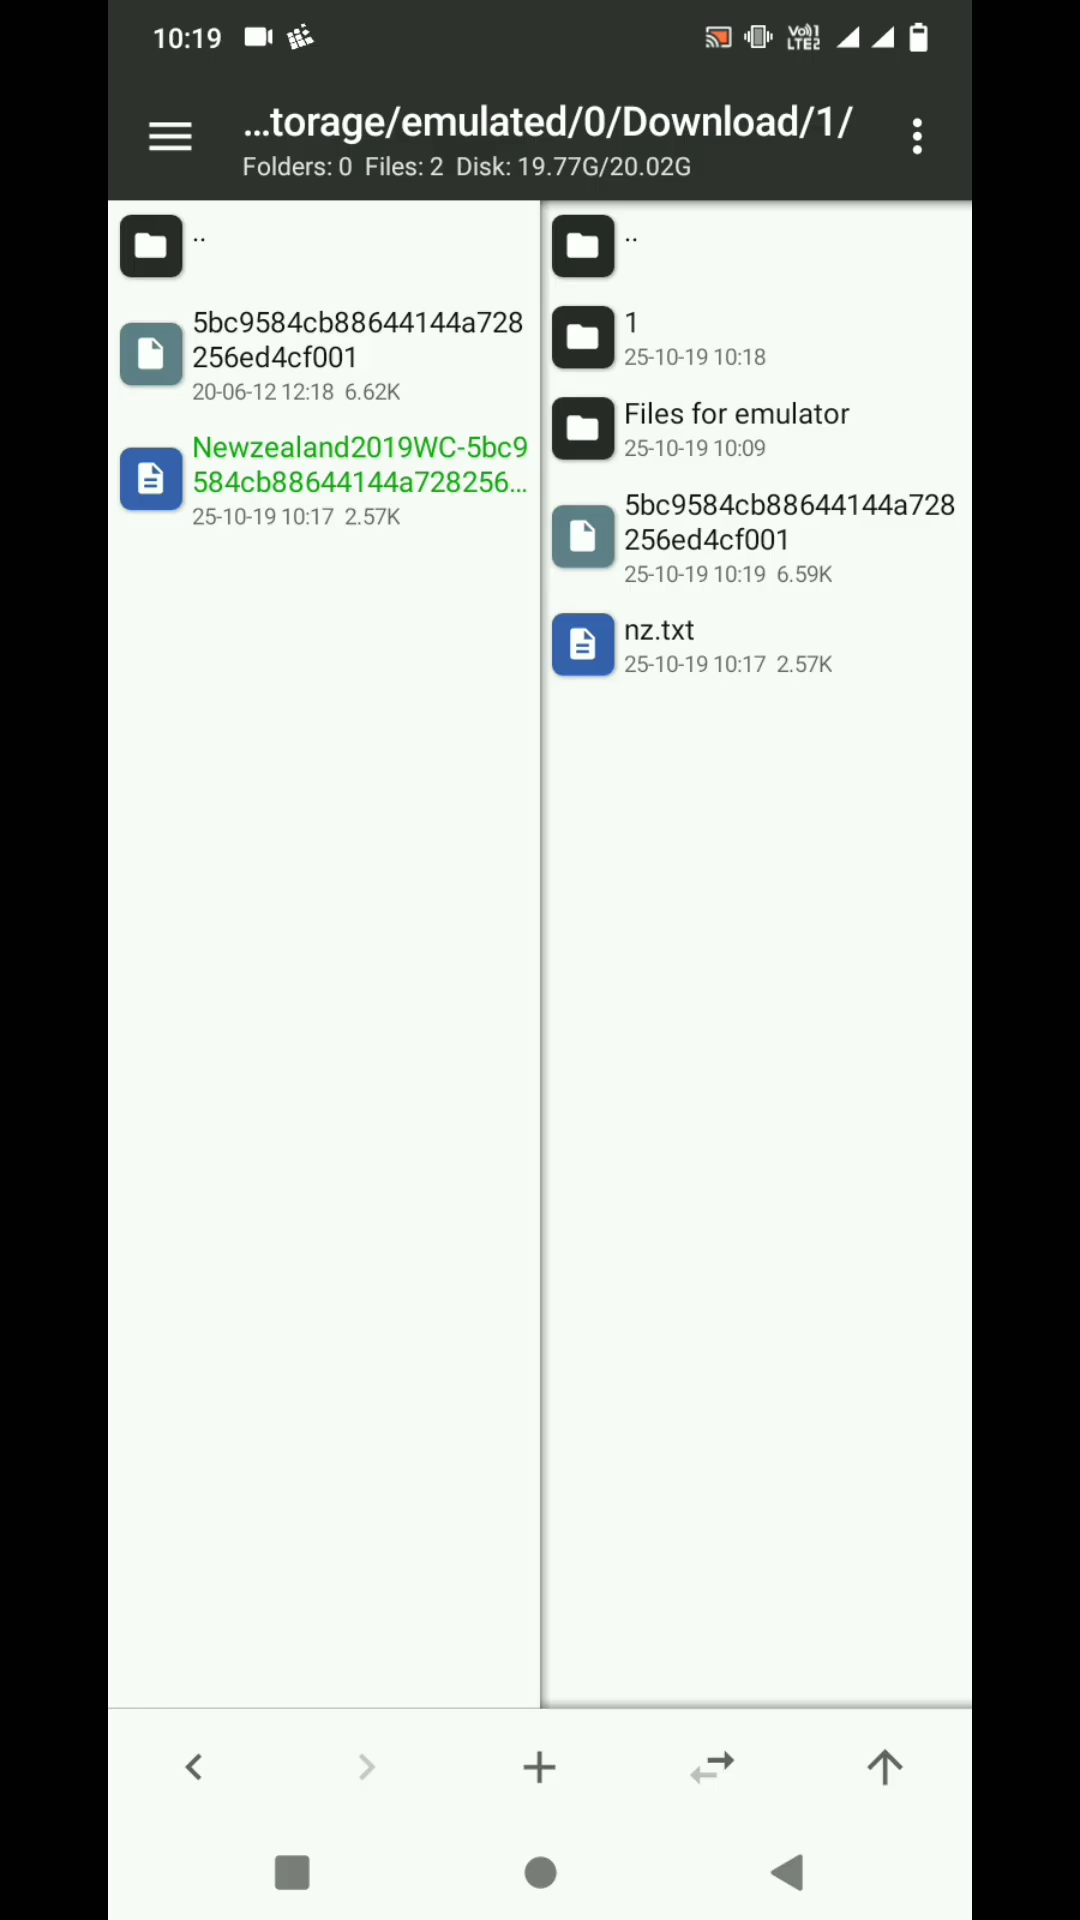 10:19
Vo)) 1
LTE2
...torage/emulated/0/Download/1/
Folders: 0 Files: 2 Disk: 19.77G/20.02G
..
5bc9584cb88644144a728
256ed4cf001
20-06-12 12:18 6.62K
Newzealand2019WC-5bc9
584cb88644144a728256...
25-10-19 10:17 2.57K
..
1
25-10-19 10:18
Files for emulator
25-10-19 10:09
5bc9584cb88644144a728
256ed4cf001
25-10-19 10:19 6.59K
nz.txt
25-10-19 10:17 2.57K